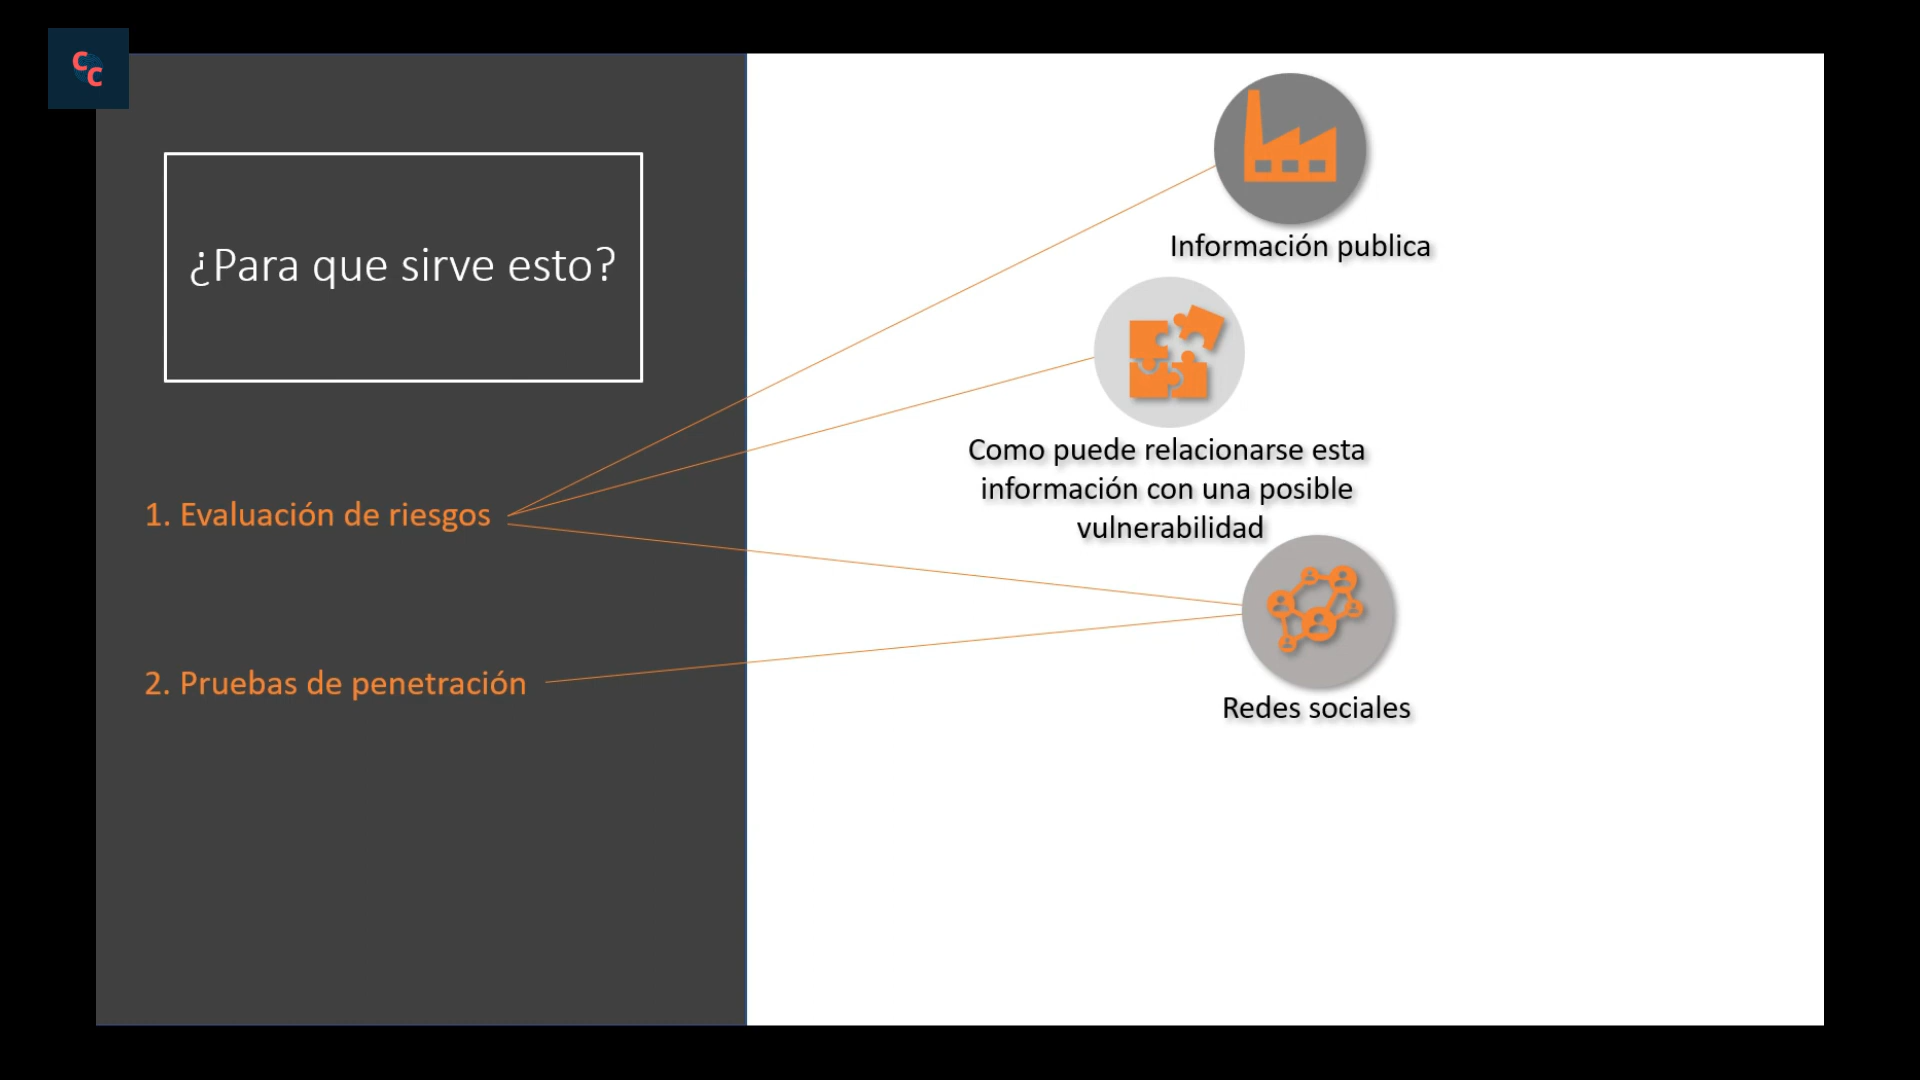 CC
¿Para que sirve esto?
1. Evaluación de riesgos
2. Pruebas de penetración
Información publica
Como puede relacionarse esta
información con una posible
vulnerabilidad
Redes sociales